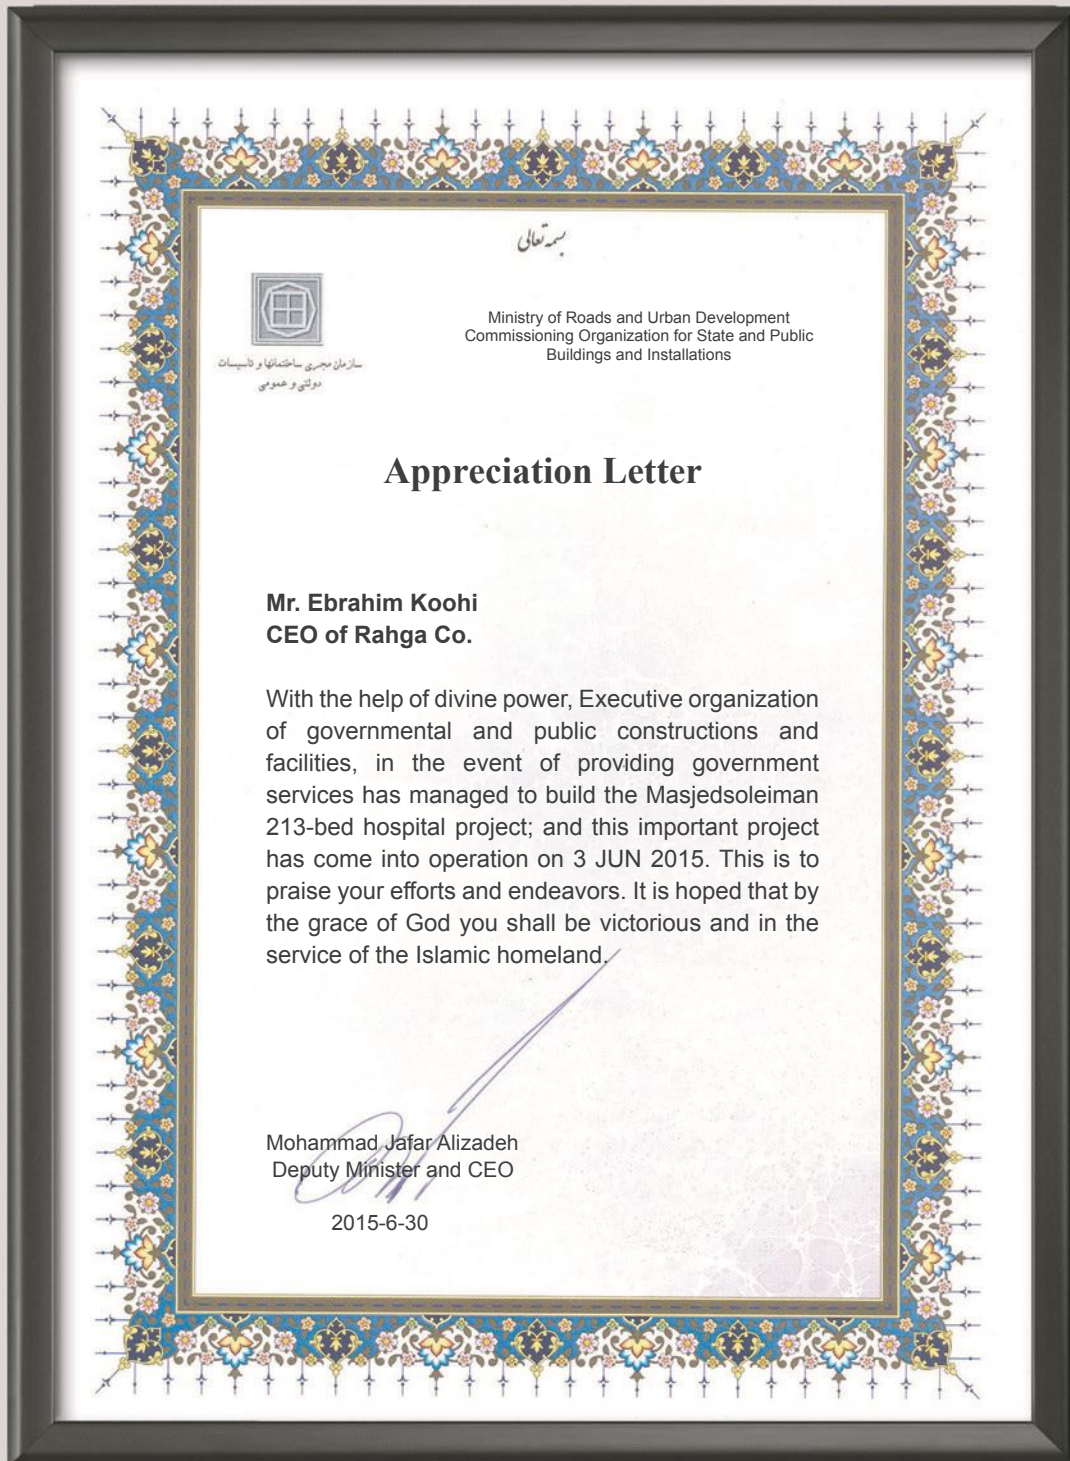 بسمه تعالی
سازمان مجری ساختمانها و تاسیسات
دولتی و عمومی
Ministry of Roads and Urban Development
Commissioning Organization for State and Public
Buildings and Installations
Appreciation Letter
Mr. Ebrahim Koohi
CEO of Rahga Co.
With the help of divine power, Executive organization
of governmental and public constructions and
facilities, in the event of providing government
services has managed to build the Masjedsoleiman
213-bed hospital project; and this important project
has come into operation on 3 JUN 2015. This is to
praise your efforts and endeavors. It is hoped that by
the grace of God you shall be victorious and in the
service of the Islamic homeland.
Mohammad Jafar Alizadeh
Deputy Minister and CEO
2015-6-30